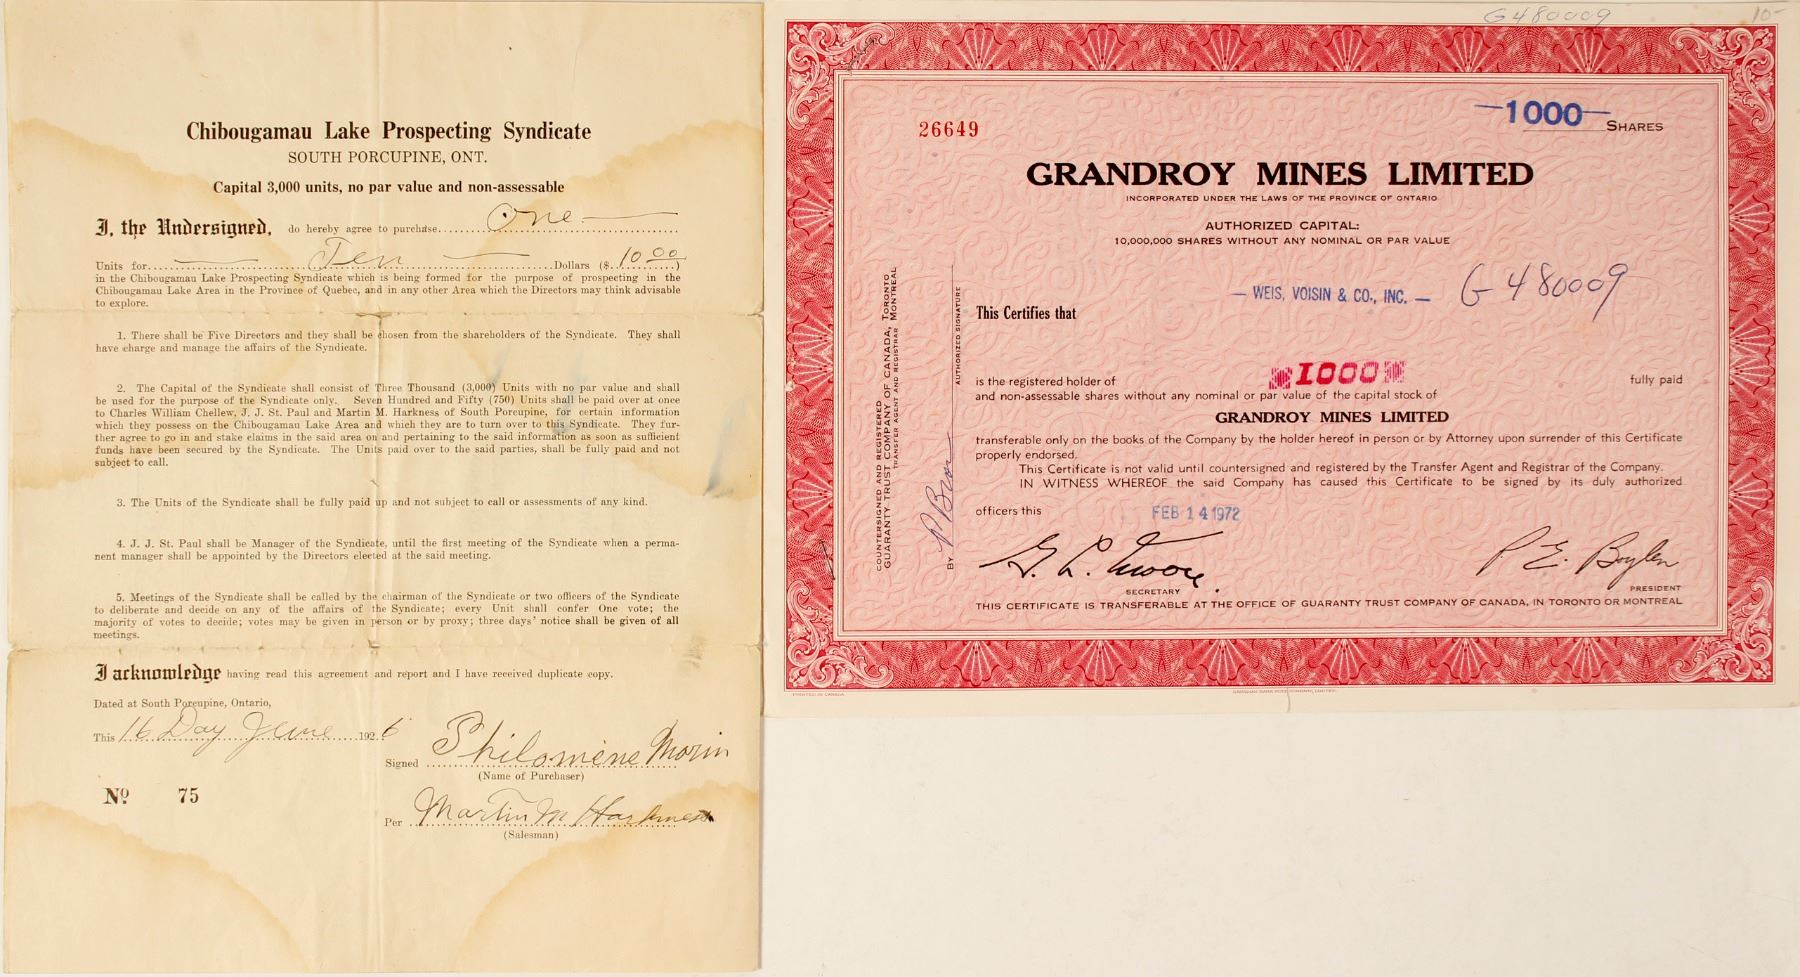 Chibougamau Lake Prospecting Syndicate
SOUTH PORCUPINE, ONT.
Capital 3,000 units, no par value and non-assessable
I, the Undersigned, do hereby agree to purchase One
Units for Ten Dollars ($ 10.00 )
in the Chibougamau Lake Prospecting Syndicate which is being formed for the purpose of prospecting in the
Chibougamau Lake Area in the Province of Quebec, and in any other Area which the Directors may think advisable
to explore.
1. There shall be Five Directors and they shall be chosen from the shareholders of the Syndicate. They shall
have charge and manage the affairs of the Syndicate.
2. The Capital of the Syndicate shall consist of Three Thousand (3,000) Units with no par value and shall
be used for the purpose of the Syndicate only. Seven Hundred and Fifty (750) Units shall be paid over at once
to Charles William Chellew, J. J. St. Paul and Martin M. Harkness of South Porcupine, for certain information
which they possess on the Chibougamau Lake Area and which they are to turn over to this Syndicate. They fur-
ther agree to go in and stake claims in the said area on and pertaining to the said information as soon as sufficient
funds have been secured by the Syndicate. The Units paid over to the said parties, shall be fully paid and not
subject to call.
3. The Units of the Syndicate shall be fully paid up and not subject to call or assessments of any kind.
4. J. J. St. Paul shall be Manager of the Syndicate, until the first meeting of the Syndicate when a perma-
nent manager shall be appointed by the Directors elected at the said meeting.
5. Meetings of the Syndicate shall be called by the chairman of the Syndicate or two officers of the Syndicate
to deliberate and decide on any of the affairs of the Syndicate; every Unit shall confer One vote; the
majority of votes to decide; votes may be given in person or by proxy; three days' notice shall be given of all
meetings.
I acknowledge having read this agreement and report and I have received duplicate copy.
Dated at South Porcupine, Ontario,
This 16 Day June 1926
Signed Philomène Morin
(Name of Purchaser)
No 75
Per Martin M Harkness
(Salesman)
G480009
10-
26649
-1000- SHARES
GRANDROY MINES LIMITED
INCORPORATED UNDER THE LAWS OF THE PROVINCE OF ONTARIO
AUTHORIZED CAPITAL:
10,000,000 SHARES WITHOUT ANY NOMINAL OR PAR VALUE
This Certifies that — WEIS, VOISIN & CO., INC. — G480009
is the registered holder of 1000 fully paid
and non-assessable shares without any nominal or par value of the capital stock of
GRANDROY MINES LIMITED
transferable only on the books of the Company by the holder hereof in person or by Attorney upon surrender of this Certificate
properly endorsed.
This Certificate is not valid until countersigned and registered by the Transfer Agent and Registrar of the Company.
IN WITNESS WHEREOF the said Company has caused this Certificate to be signed by its duly authorized
officers this FEB 14 1972
G. L. Moore
SECRETARY
P. E. Boylen
PRESIDENT
THIS CERTIFICATE IS TRANSFERABLE AT THE OFFICE OF GUARANTY TRUST COMPANY OF CANADA, IN TORONTO OR MONTREAL
COUNTERSIGNED AND REGISTERED
GUARANTY TRUST COMPANY OF CANADA, TORONTO
TRANSFER AGENT AND REGISTRAR MONTREAL
BY
AUTHORIZED SIGNATURE
PRINTED IN CANADA
CANADIAN BANK NOTE COMPANY, LIMITED